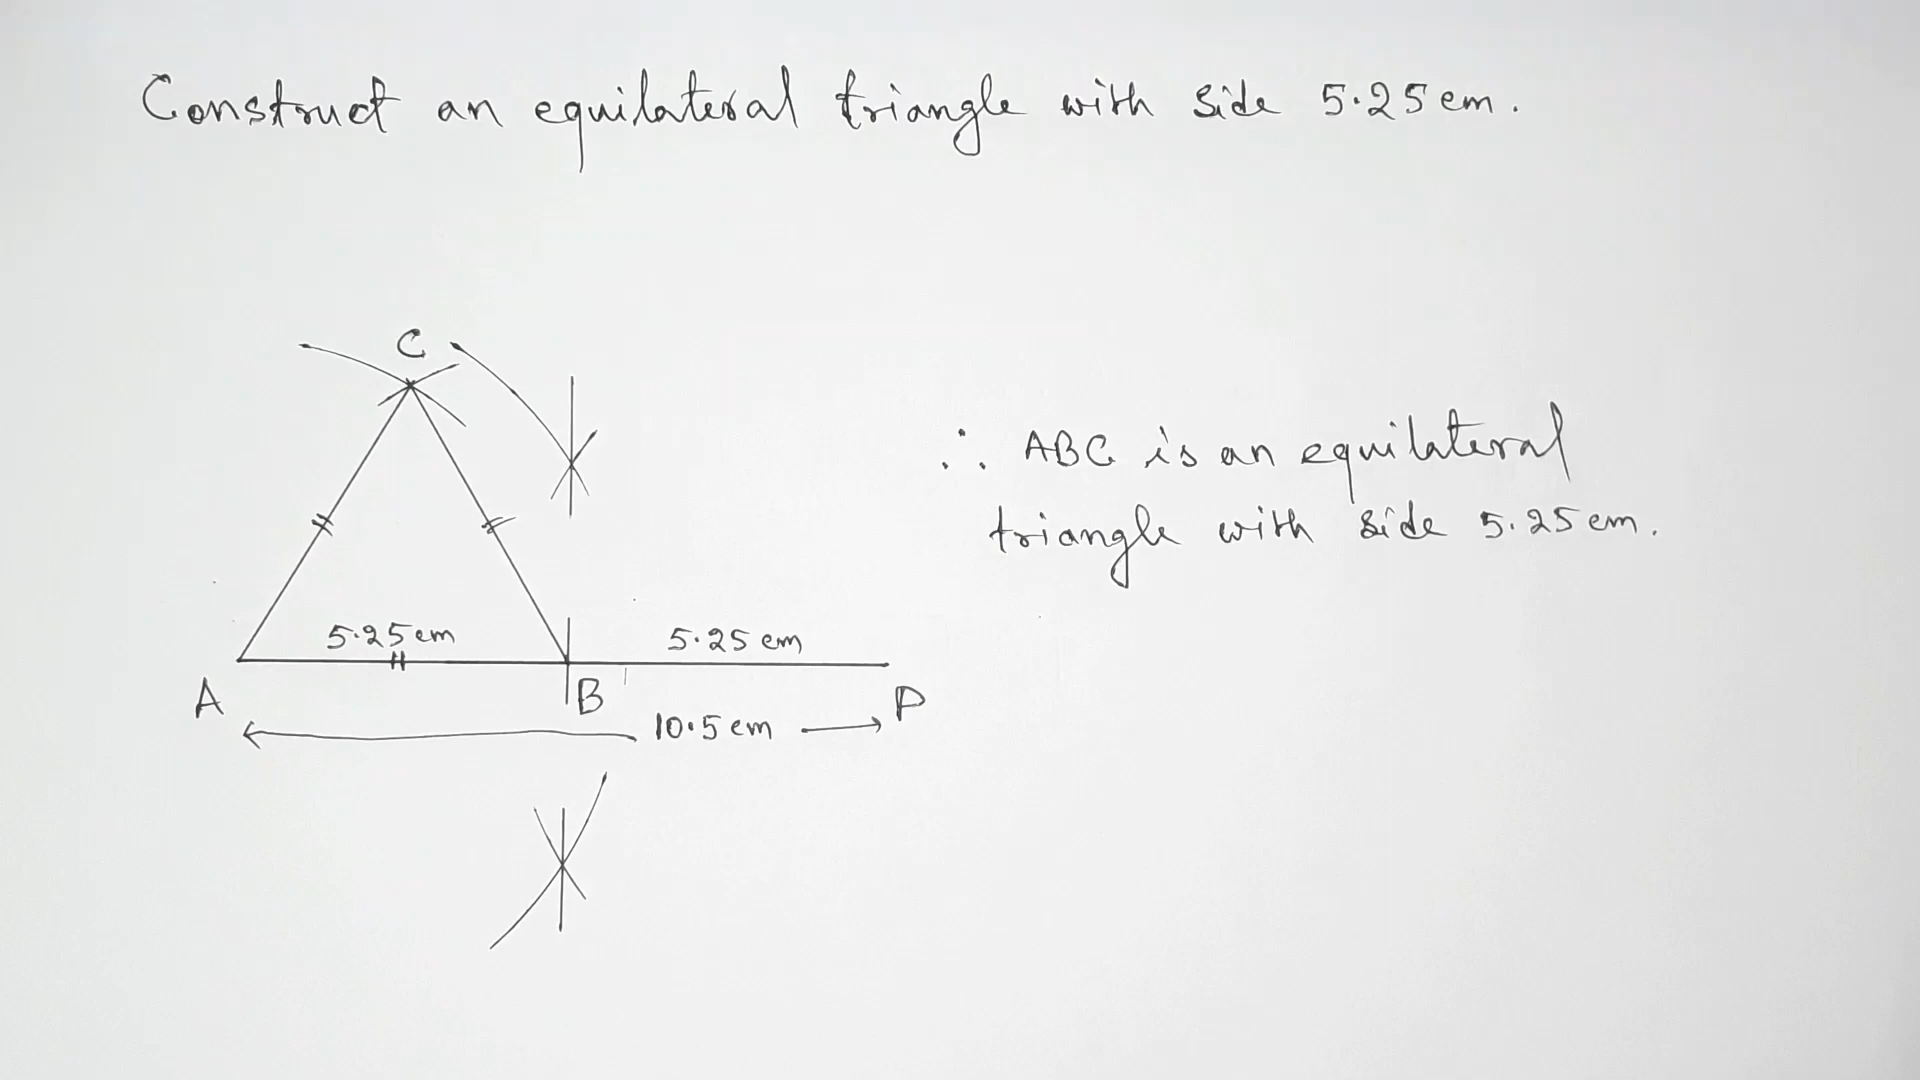 Construct an equilateral triangle with side 5.25 cm.
C
∴ ABC is an equilateral
triangle with side 5.25 cm.
5.25 cm 5.25 cm
A B P
10.5 cm